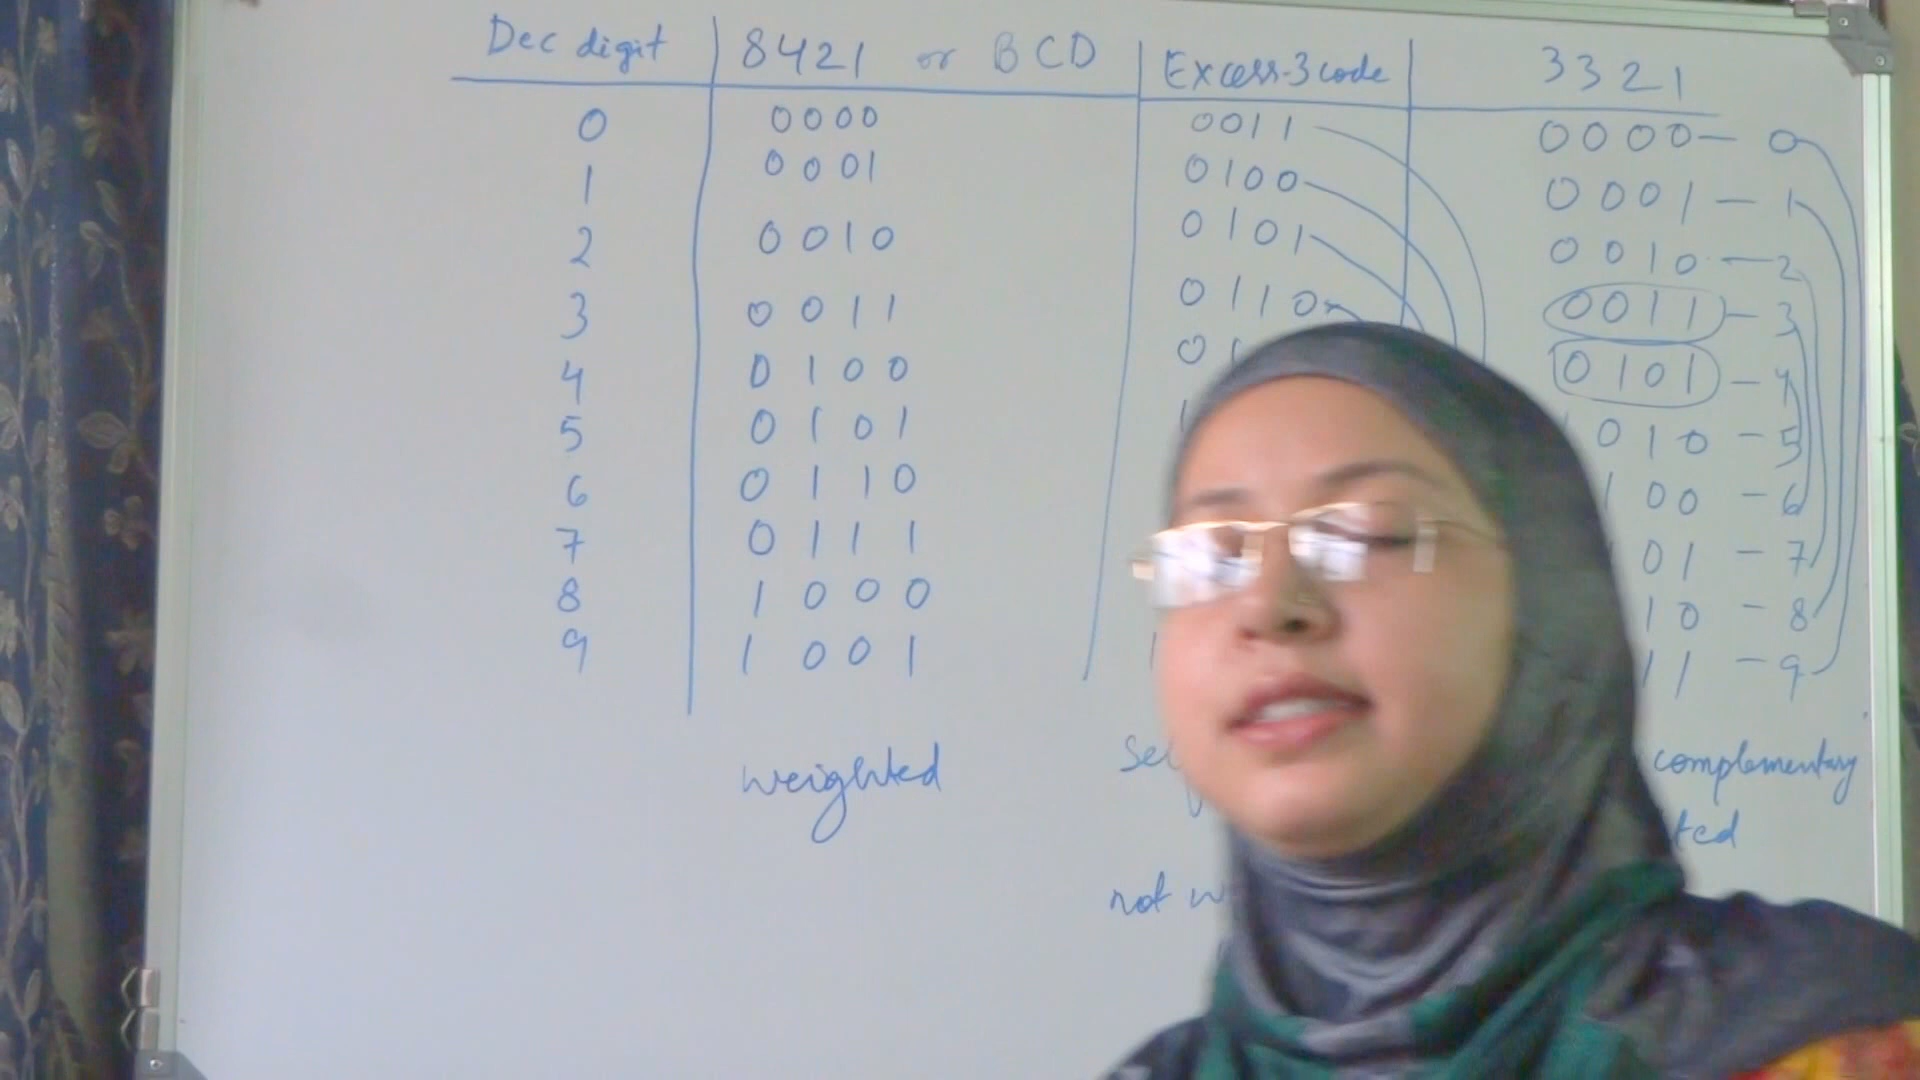 Dec digit 8421 or BCD Excess-3 code 3321
0 0000 0011 0000 — 0
1 0001 0100 0001 — 1
2 0010 0101 0010 — 2
3 0011 0110 0011 — 3
4 0100 0101 — 4
5 0101 010 — 5
6 0110 100 — 6
7 0111 01 — 7
8 1000 10 — 8
9 1001 11 — 9
weighted complementary
not